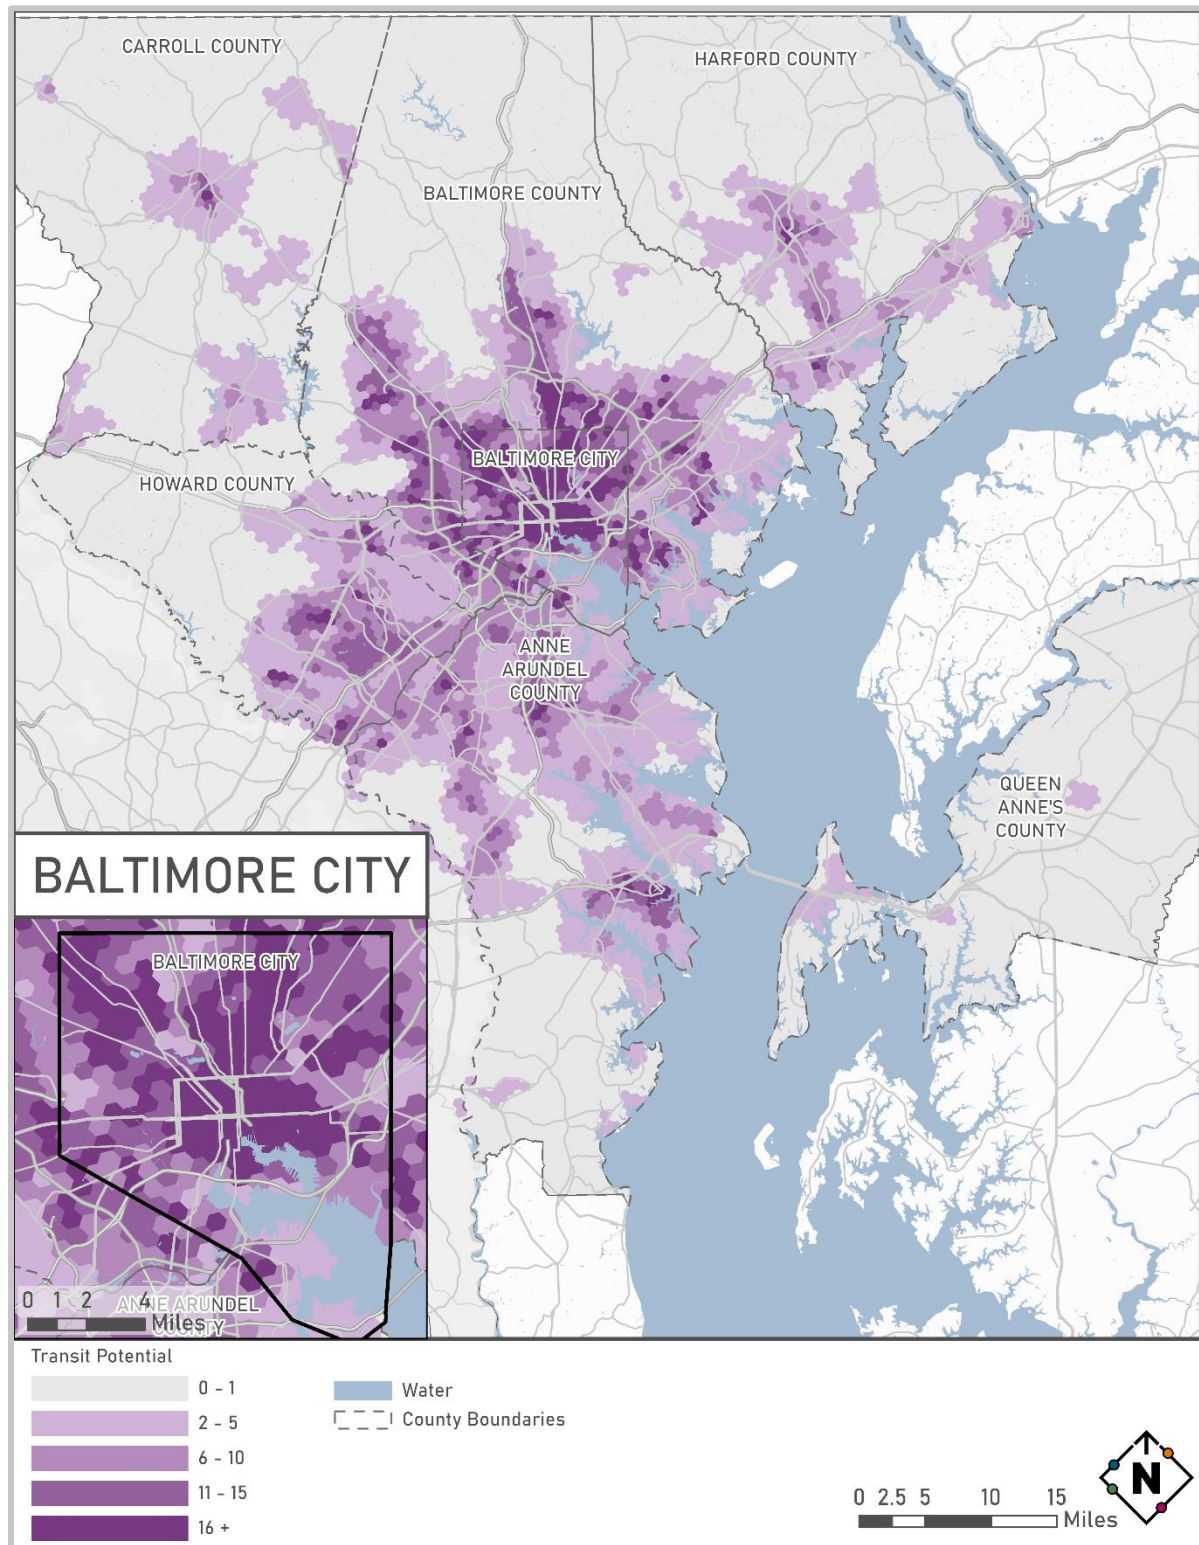 CARROLL COUNTY
HARFORD COUNTY
BALTIMORE COUNTY
BALTIMORE CITY
HOWARD COUNTY
ANNE
ARUNDEL
COUNTY
QUEEN
ANNE'S
COUNTY
BALTIMORE CITY
BALTIMORE CITY
ANNE ARUNDEL
COUNTY
0 1 2 4
Miles
Transit Potential
0 - 1
2 - 5
6 - 10
11 - 15
16 +
Water
County Boundaries
0 2.5 5 10 15
Miles
N